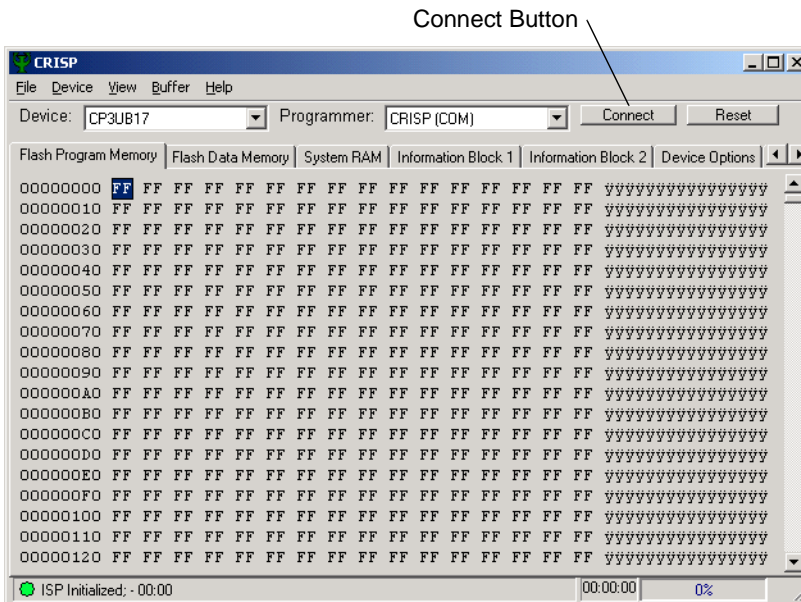 Connect Button
CRISP
File Device View Buffer Help
Device: CP3UB17 Programmer: CRISP (COM) Connect Reset
Flash Program Memory Flash Data Memory System RAM Information Block 1 Information Block 2 Device Options
00000000 FF FF FF FF FF FF FF FF FF FF FF FF FF FF FF FF ÿÿÿÿÿÿÿÿÿÿÿÿÿÿÿÿ
00000010 FF FF FF FF FF FF FF FF FF FF FF FF FF FF FF FF ÿÿÿÿÿÿÿÿÿÿÿÿÿÿÿÿ
00000020 FF FF FF FF FF FF FF FF FF FF FF FF FF FF FF FF ÿÿÿÿÿÿÿÿÿÿÿÿÿÿÿÿ
00000030 FF FF FF FF FF FF FF FF FF FF FF FF FF FF FF FF ÿÿÿÿÿÿÿÿÿÿÿÿÿÿÿÿ
00000040 FF FF FF FF FF FF FF FF FF FF FF FF FF FF FF FF ÿÿÿÿÿÿÿÿÿÿÿÿÿÿÿÿ
00000050 FF FF FF FF FF FF FF FF FF FF FF FF FF FF FF FF ÿÿÿÿÿÿÿÿÿÿÿÿÿÿÿÿ
00000060 FF FF FF FF FF FF FF FF FF FF FF FF FF FF FF FF ÿÿÿÿÿÿÿÿÿÿÿÿÿÿÿÿ
00000070 FF FF FF FF FF FF FF FF FF FF FF FF FF FF FF FF ÿÿÿÿÿÿÿÿÿÿÿÿÿÿÿÿ
00000080 FF FF FF FF FF FF FF FF FF FF FF FF FF FF FF FF ÿÿÿÿÿÿÿÿÿÿÿÿÿÿÿÿ
00000090 FF FF FF FF FF FF FF FF FF FF FF FF FF FF FF FF ÿÿÿÿÿÿÿÿÿÿÿÿÿÿÿÿ
000000A0 FF FF FF FF FF FF FF FF FF FF FF FF FF FF FF FF ÿÿÿÿÿÿÿÿÿÿÿÿÿÿÿÿ
000000B0 FF FF FF FF FF FF FF FF FF FF FF FF FF FF FF FF ÿÿÿÿÿÿÿÿÿÿÿÿÿÿÿÿ
000000C0 FF FF FF FF FF FF FF FF FF FF FF FF FF FF FF FF ÿÿÿÿÿÿÿÿÿÿÿÿÿÿÿÿ
000000D0 FF FF FF FF FF FF FF FF FF FF FF FF FF FF FF FF ÿÿÿÿÿÿÿÿÿÿÿÿÿÿÿÿ
000000E0 FF FF FF FF FF FF FF FF FF FF FF FF FF FF FF FF ÿÿÿÿÿÿÿÿÿÿÿÿÿÿÿÿ
000000F0 FF FF FF FF FF FF FF FF FF FF FF FF FF FF FF FF ÿÿÿÿÿÿÿÿÿÿÿÿÿÿÿÿ
00000100 FF FF FF FF FF FF FF FF FF FF FF FF FF FF FF FF ÿÿÿÿÿÿÿÿÿÿÿÿÿÿÿÿ
00000110 FF FF FF FF FF FF FF FF FF FF FF FF FF FF FF FF ÿÿÿÿÿÿÿÿÿÿÿÿÿÿÿÿ
00000120 FF FF FF FF FF FF FF FF FF FF FF FF FF FF FF FF ÿÿÿÿÿÿÿÿÿÿÿÿÿÿÿÿ
ISP Initialized; - 00:00 00:00:00 0%